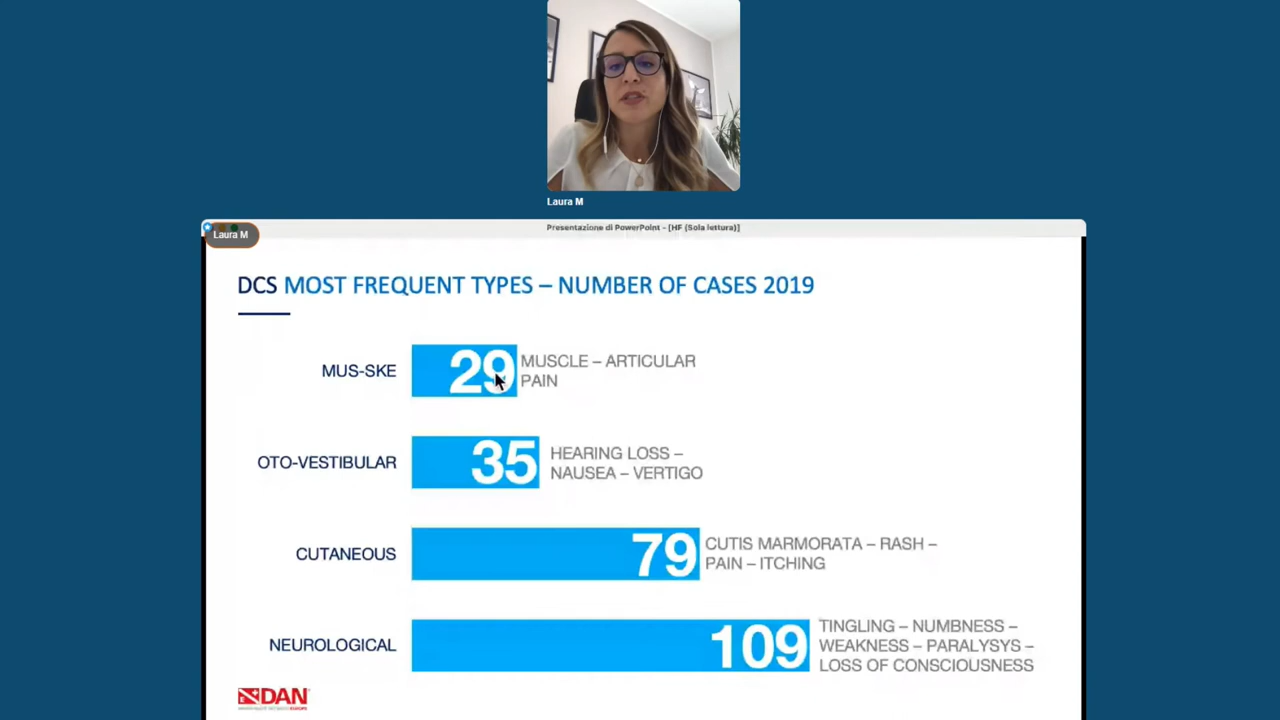 Laura M
Presentazione di PowerPoint - [HF (Sola lettura)]
Laura M
DCS MOST FREQUENT TYPES – NUMBER OF CASES 2019
MUS-SKE
29
MUSCLE – ARTICULAR
PAIN
OTO-VESTIBULAR
35
HEARING LOSS –
NAUSEA – VERTIGO
CUTANEOUS
79
CUTIS MARMORATA – RASH –
PAIN – ITCHING
NEUROLOGICAL
109
TINGLING – NUMBNESS –
WEAKNESS – PARALYSYS –
LOSS OF CONSCIOUSNESS
DAN
EUROPE